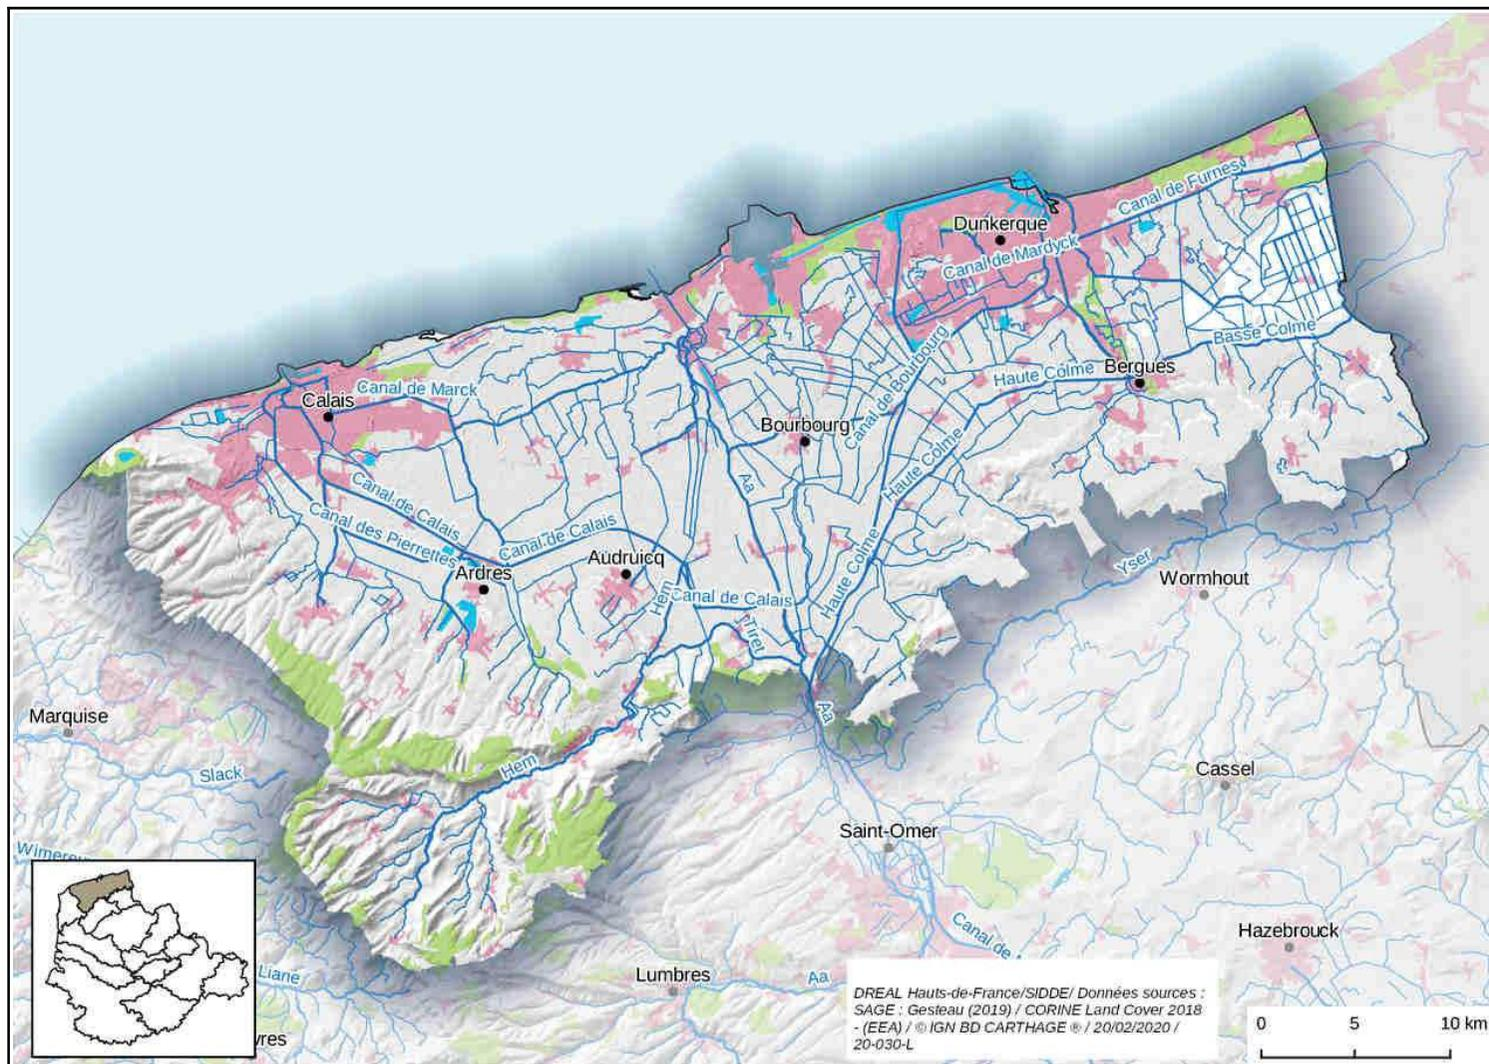 Canal de Furnes
Dunkerque
Canal de Mardyck
Basse Colme
Canal de Bourbourg
Bergues
Haute Colme
Canal de Marck
Calais
Bourbourg
Haute Colme
Aa
Canal de Calais
Canal des Pierrettes
Canal de Calais
Audruicq
Ardres
Yser
Wormhout
Hem
Canal de Calais
Haute Colme
Tiret
Marquise
Aa
Slack
Hem
Cassel
Saint-Omer
Wimereu
Canal de
Hazebrouck
Liane
Lumbres
Aa
vres
DREAL Hauts-de-France/SIDDE/ Données sources :
SAGE : Gesteau (2019) / CORINE Land Cover 2018
- (EEA) / © IGN BD CARTHAGE ® / 20/02/2020 /
20-030-L
0 5 10 km